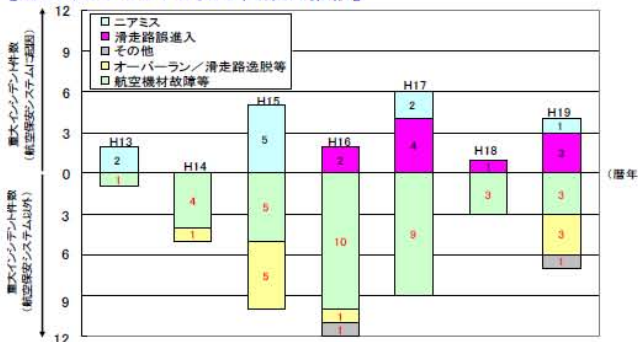 12
9
6
3
0
3
6
9
12
重大インシデント件数
(航空保安システムに起因)
重大インシデント件数
(航空保安システム以外)
ニアミス
滑走路誤進入
その他
オーバーラン/滑走路逸脱等
航空機材故障等
H13
2
1
H14
4
1
H15
5
5
5
H16
2
10
1
1
H17
2
4
9
H18
1
3
H19
1
3
3
3
1
(暦年